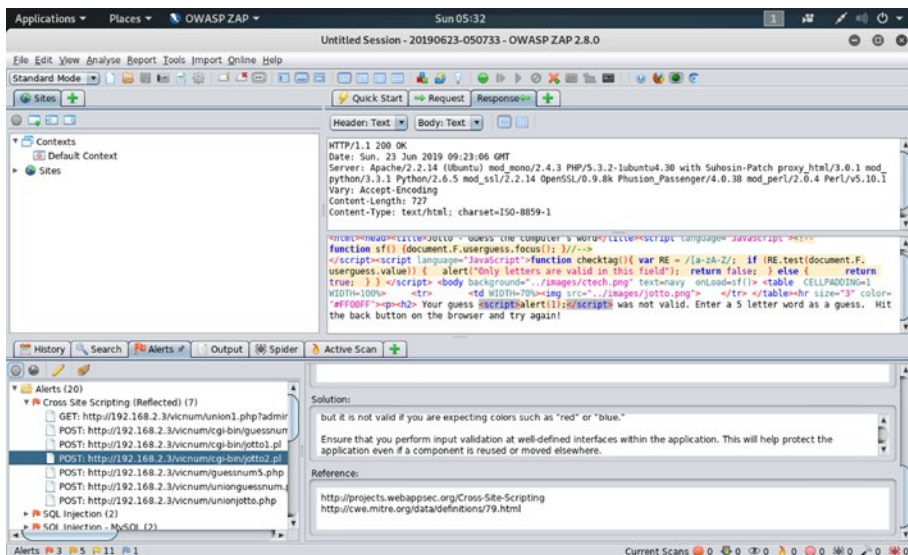 Applications Places OWASP ZAP Sun 05:32 1
Untitled Session - 20190623-050733 - OWASP ZAP 2.8.0
File Edit View Analyse Report Tools Import Online Help
Standard Mode
Sites
Quick Start Request Response
Header: Text Body: Text
Contexts
Default Context
Sites
HTTP/1.1 200 OK
Date: Sun, 23 Jun 2019 09:23:06 GMT
Server: Apache/2.2.14 (Ubuntu) mod_mono/2.4.3 PHP/5.3.2-1ubuntu4.30 with Suhosin-Patch proxy_html/3.0.1 mod_
python/3.3.1 Python/2.6.5 mod_ssl/2.2.14 OpenSSL/0.9.8k Phusion_Passenger/4.0.38 mod_perl/2.0.4 Perl/v5.10.1
Vary: Accept-Encoding
Content-Length: 727
Content-Type: text/html; charset=ISO-8859-1
<html><head><title>Jotto - Guess the computer's word</title><script language="JavaScript"><!--
function sf() {document.F.userguess.focus(); }//-->
</script><script language="JavaScript">function checktag(){ var RE = /[a-zA-Z/; if (RE.test(document.F.
userguess.value)) { alert("Only letters are valid in this field"); return false; } else { return
true; } } </script> <body background="../images/ctech.png" text=navy onLoad=sf()> <table CELLPADDING=1
WIDTH=100% <tr> <td WIDTH=70%><img src="../images/jotto.png"> </tr> </table><hr size="3" color=
"#FF00FF"><p><h2> Your guess <script>alert(1);</script> was not valid. Enter a 5 letter word as a guess. Hit
the back button on the browser and try again!
History Search Alerts Output Spider Active Scan
Alerts (20)
Cross Site Scripting (Reflected) (7)
GET: http://192.168.2.3/vicnum/union1.php?admir
POST: http://192.168.2.3/vicnum/cgi-bin/guessnum
POST: http://192.168.2.3/vicnum/cgi-bin/jotto1.pl
POST: http://192.168.2.3/vicnum/cgi-bin/jotto2.pl
POST: http://192.168.2.3/vicnum/guessnum5.php
POST: http://192.168.2.3/vicnum/unionguessnum.p
POST: http://192.168.2.3/vicnum/unionjotto.php
SQL Injection (2)
SQL Injection - MySQL (2)
Solution:
but it is not valid if you are expecting colors such as "red" or "blue."
Ensure that you perform input validation at well-defined interfaces within the application. This will help protect the
application even if a component is reused or moved elsewhere.
Reference:
http://projects.webappsec.org/Cross-Site-Scripting
http://cwe.mitre.org/data/definitions/79.html
Alerts 3 5 11 1 Current Scans 0 0 0 0 0 0 0 0